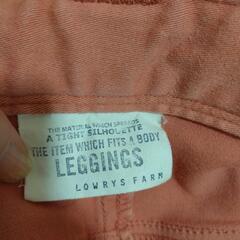 THE MATERIAL WHICH SPREADS
A TIGHT SILHOUETTE
THE ITEM WHICH FITS A BODY
LEGGINGS
LOWRYS FARM